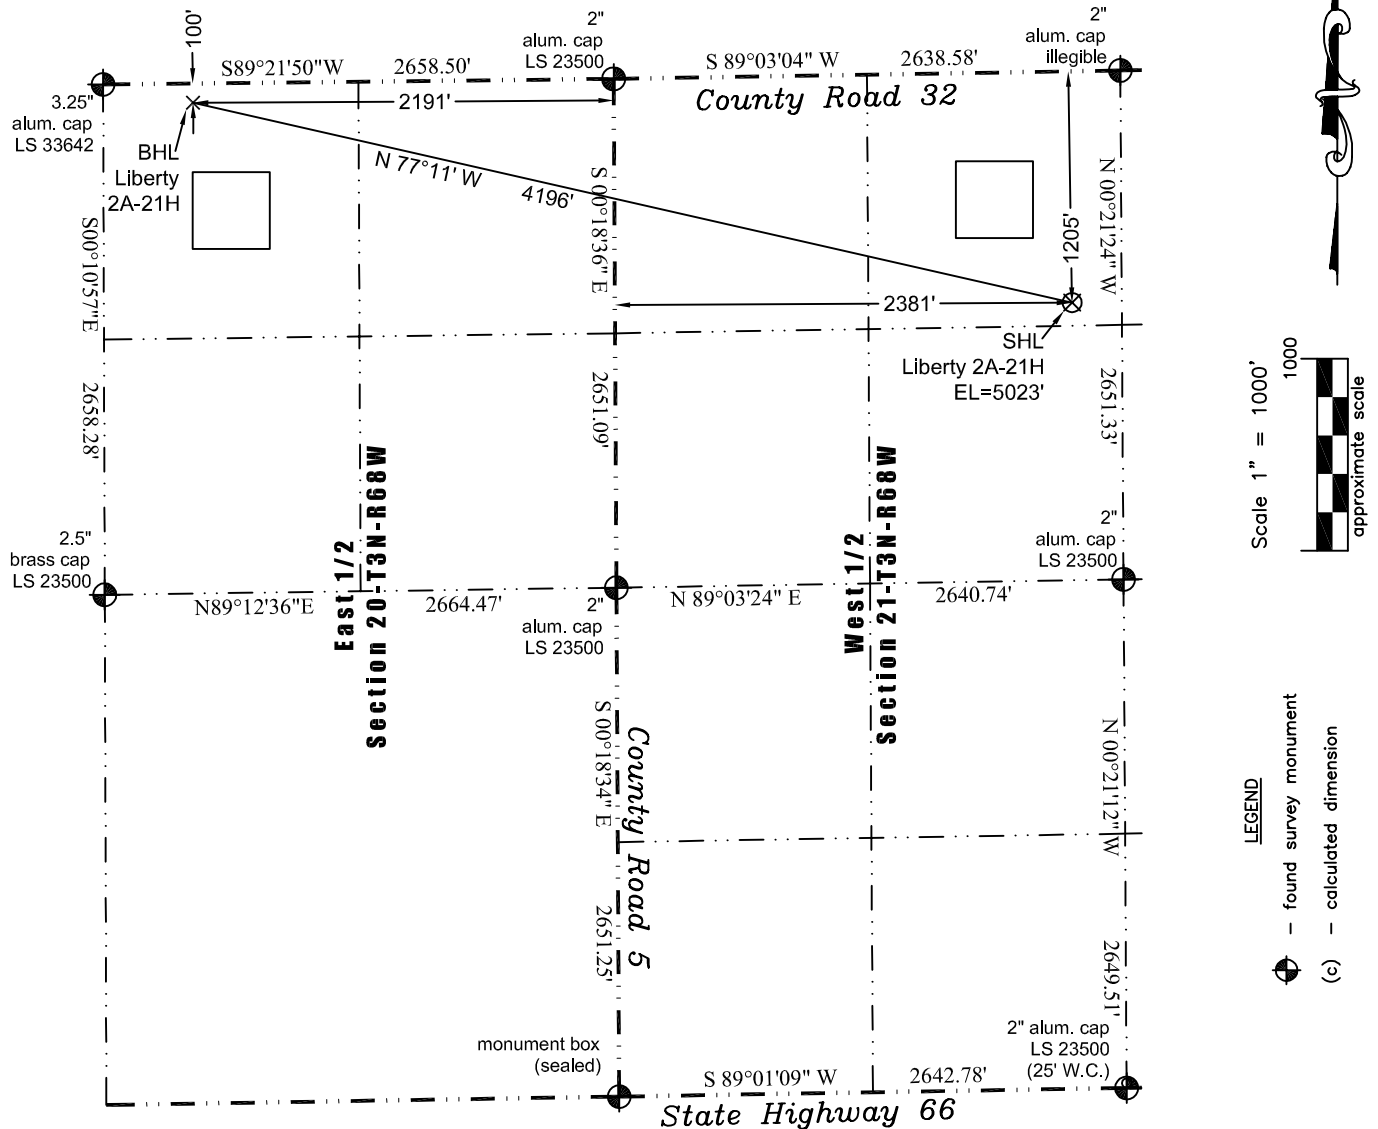 100'
2"
alum. cap
LS 23500
2"
alum. cap
illegible
S89°21'50"W
2658.50'
S 89°03'04" W
2638.58'
County Road 32
2191'
3.25"
alum. cap
LS 33642
BHL
Liberty
2A-21H
N 77°11' W
4196'
S 00°18'36" E
N 00°21'24" W
1205'
S00°10'57"E
2381'
SHL
Liberty 2A-21H
EL=5023'
2658.28'
2651.09'
2651.33'
Scale 1" = 1000'
1000
approximate scale
East 1/2
Section 20-T3N-R68W
West 1/2
Section 21-T3N-R68W
2.5"
brass cap
LS 23500
2"
alum. cap
LS 23500
N89°12'36"E
2664.47'
2"
alum. cap
LS 23500
N 89°03'24" E
2640.74'
S 00°18'34" E
County Road 5
2651.25'
N 00°21'12" W
2649.51'
LEGEND
- found survey monument
(c) - calculated dimension
monument box
(sealed)
2" alum. cap
LS 23500
(25' W.C.)
S 89°01'09" W
2642.78'
State Highway 66